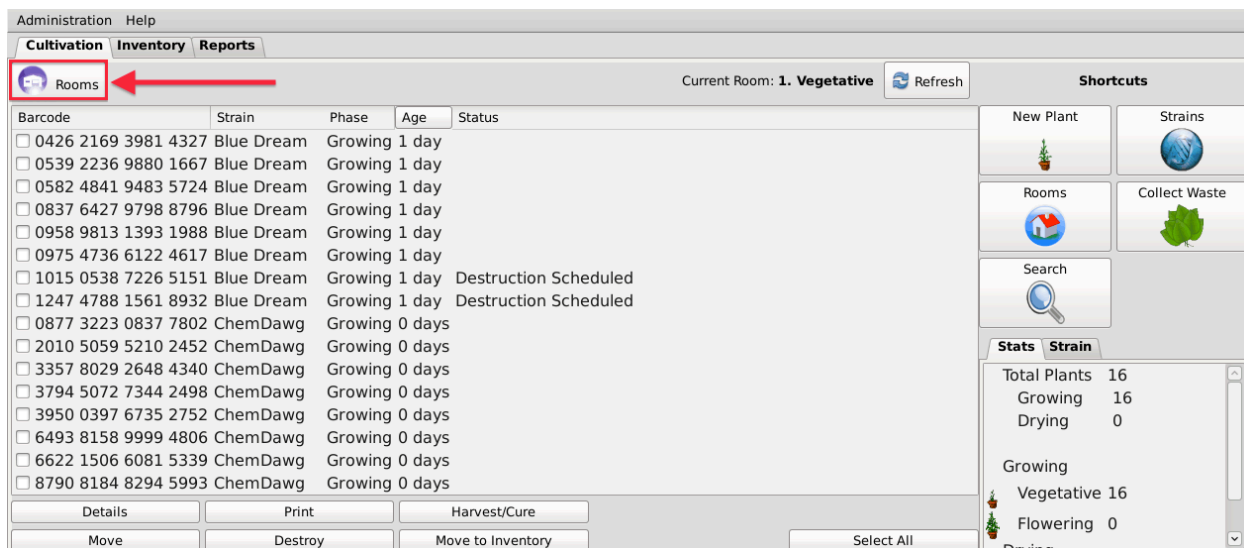 Administration Help
Cultivation Inventory Reports
Rooms Current Room: 1. Vegetative Refresh Shortcuts
Barcode Strain Phase Age Status
0426 2169 3981 4327 Blue Dream Growing 1 day
0539 2236 9880 1667 Blue Dream Growing 1 day
0582 4841 9483 5724 Blue Dream Growing 1 day
0837 6427 9798 8796 Blue Dream Growing 1 day
0958 9813 1393 1988 Blue Dream Growing 1 day
0975 4736 6122 4617 Blue Dream Growing 1 day
1015 0538 7226 5151 Blue Dream Growing 1 day Destruction Scheduled
1247 4788 1561 8932 Blue Dream Growing 1 day Destruction Scheduled
0877 3223 0837 7802 ChemDawg Growing 0 days
2010 5059 5210 2452 ChemDawg Growing 0 days
3357 8029 2648 4340 ChemDawg Growing 0 days
3794 5072 7344 2498 ChemDawg Growing 0 days
3950 0397 6735 2752 ChemDawg Growing 0 days
6493 8158 9999 4806 ChemDawg Growing 0 days
6622 1506 6081 5339 ChemDawg Growing 0 days
8790 8184 8294 5993 ChemDawg Growing 0 days
Details Print Harvest/Cure
Move Destroy Move to Inventory Select All
New Plant Strains
Rooms Collect Waste
Search
Stats Strain
Total Plants 16
Growing 16
Drying 0
Growing
Vegetative 16
Flowering 0
Drying